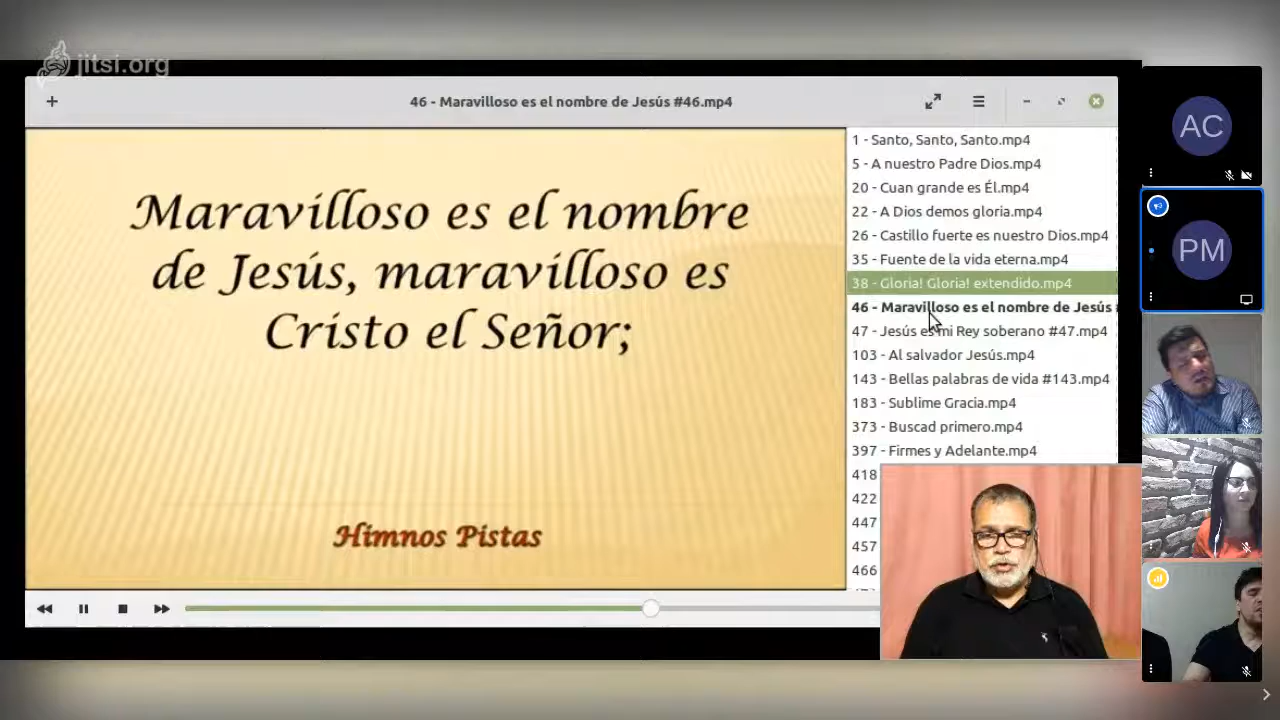 jitsi.org
46 - Maravilloso es el nombre de Jesús #46.mp4
Maravilloso es el nombre
de Jesús, maravilloso es
Cristo el Señor;
Himnos Pistas
1 - Santo, Santo, Santo.mp4
5 - A nuestro Padre Dios.mp4
20 - Cuan grande es Él.mp4
22 - A Dios demos gloria.mp4
26 - Castillo fuerte es nuestro Dios.mp4
35 - Fuente de la vida eterna.mp4
38 - Gloria! Gloria! extendido.mp4
46 - Maravilloso es el nombre de Jesús
47 - Jesús es mi Rey soberano #47.mp4
103 - Al salvador Jesús.mp4
143 - Bellas palabras de vida #143.mp4
183 - Sublime Gracia.mp4
373 - Buscad primero.mp4
397 - Firmes y Adelante.mp4
418
422
447
457
466
AC
PM